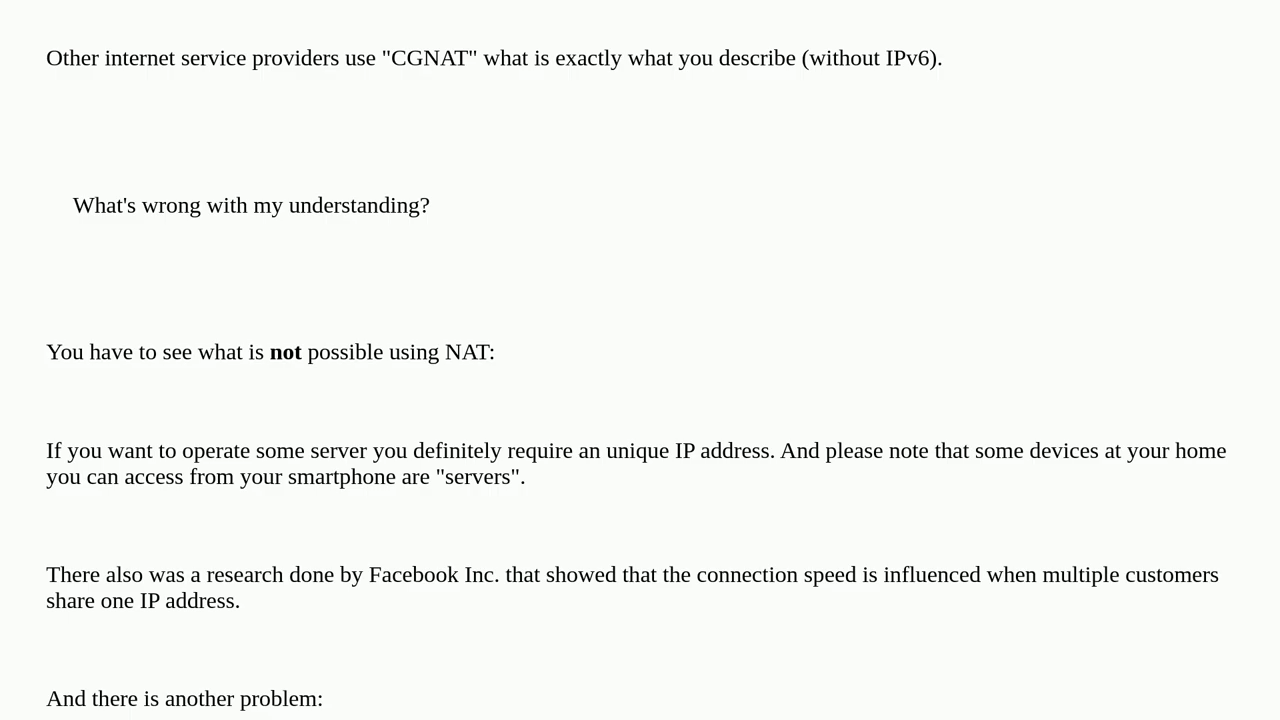 Other internet service providers use "CGNAT" what is exactly what you describe (without IPv6).
What's wrong with my understanding?
You have to see what is not possible using NAT:
If you want to operate some server you definitely require an unique IP address. And please note that some devices at your home
you can access from your smartphone are "servers".
There also was a research done by Facebook Inc. that showed that the connection speed is influenced when multiple customers
share one IP address.
And there is another problem: